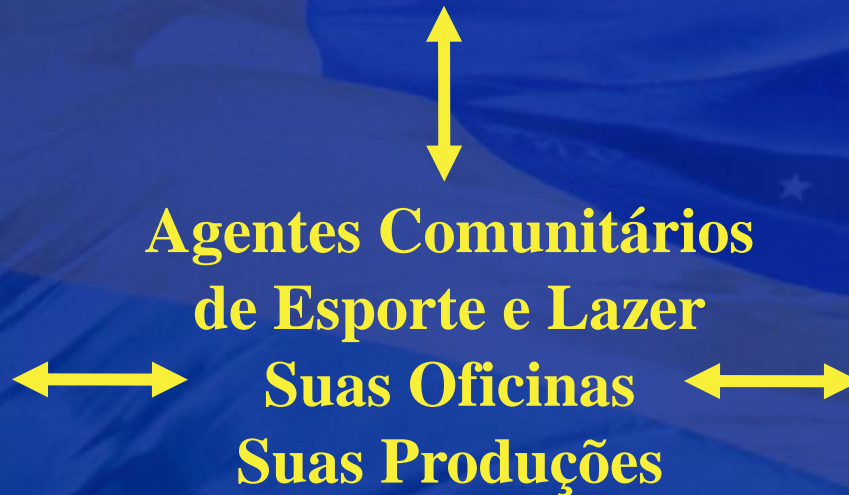 Agentes Comunitários
de Esporte e Lazer
Suas Oficinas
Suas Produções